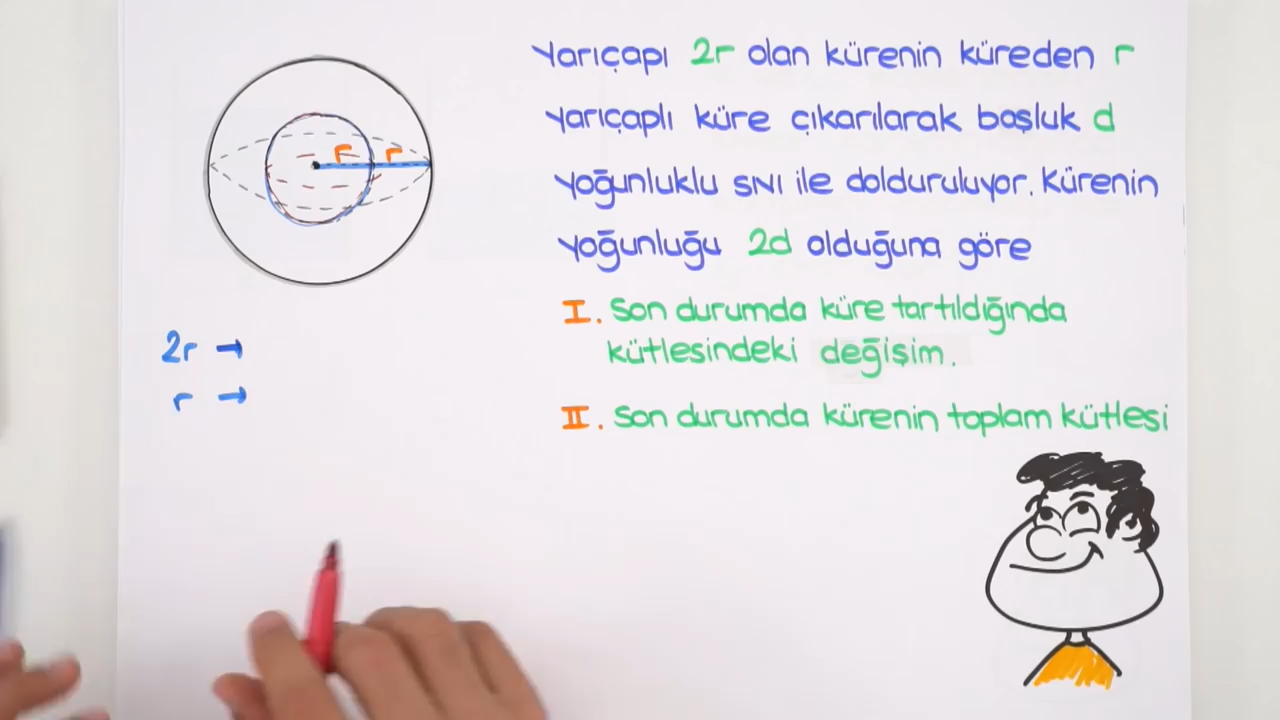 Yarıçapı 2r olan kürenin küreden r
yarıçaplı küre çıkarılarak boşluk d
yoğunluklu sıvı ile dolduruluyor. Kürenin
yoğunluğu 2d olduğuna göre
I. Son durumda küre tartıldığında
kütlesindeki değişim.
II. Son durumda kürenin toplam kütlesi
r r
2r →
r →